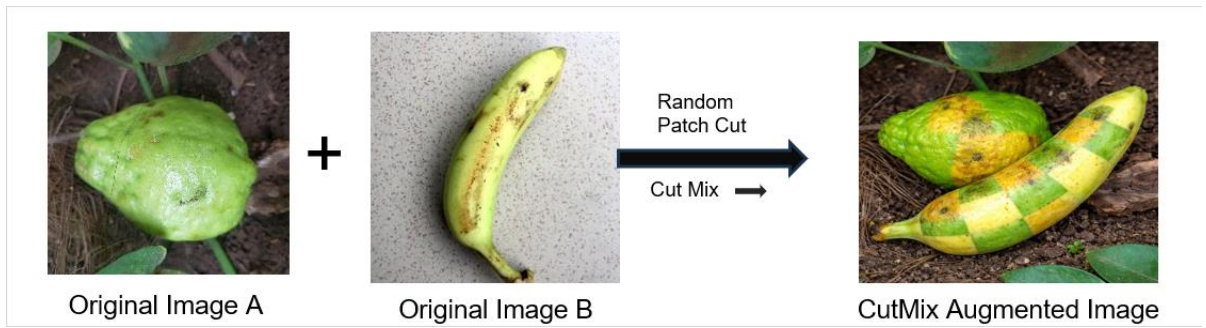 +
Random
Patch Cut
Cut Mix
Original Image A
Original Image B
CutMix Augmented Image